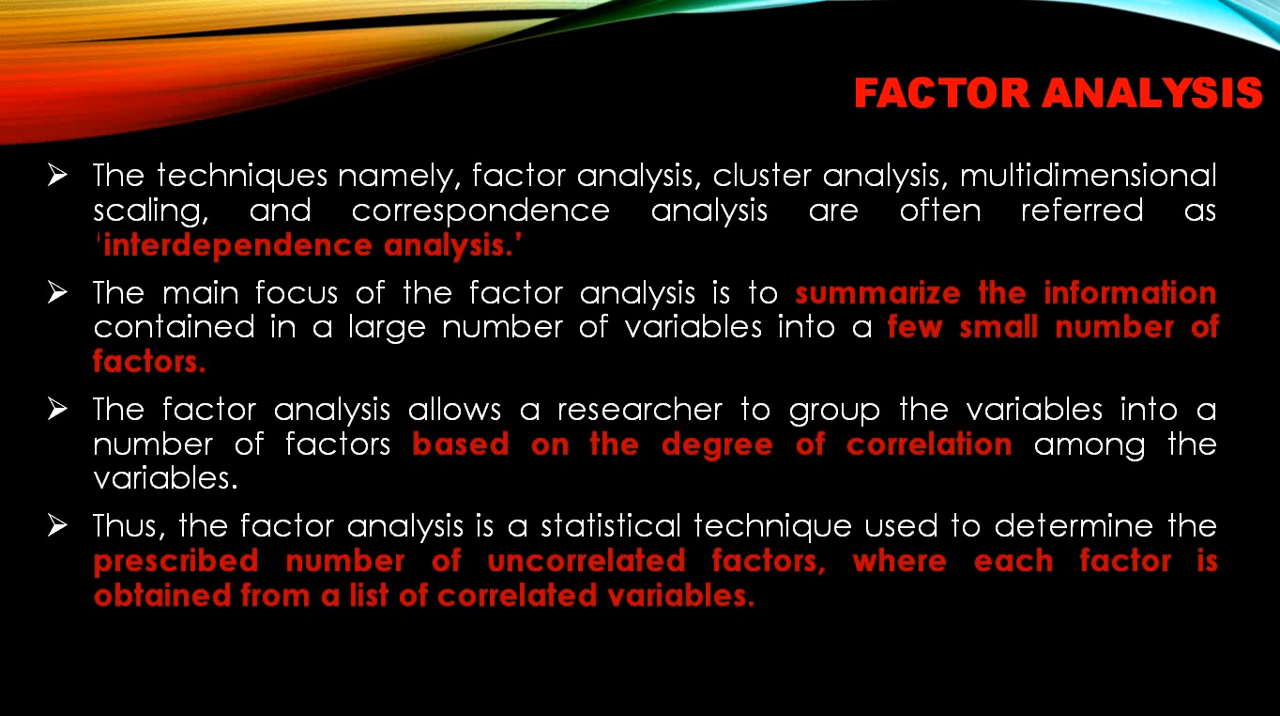 FACTOR ANALYSIS
➢ The techniques namely, factor analysis, cluster analysis, multidimensional
scaling, and correspondence analysis are often referred as
'interdependence analysis.’
➢ The main focus of the factor analysis is to summarize the information
contained in a large number of variables into a few small number of
factors.
➢ The factor analysis allows a researcher to group the variables into a
number of factors based on the degree of correlation among the
variables.
➢ Thus, the factor analysis is a statistical technique used to determine the
prescribed number of uncorrelated factors, where each factor is
obtained from a list of correlated variables.